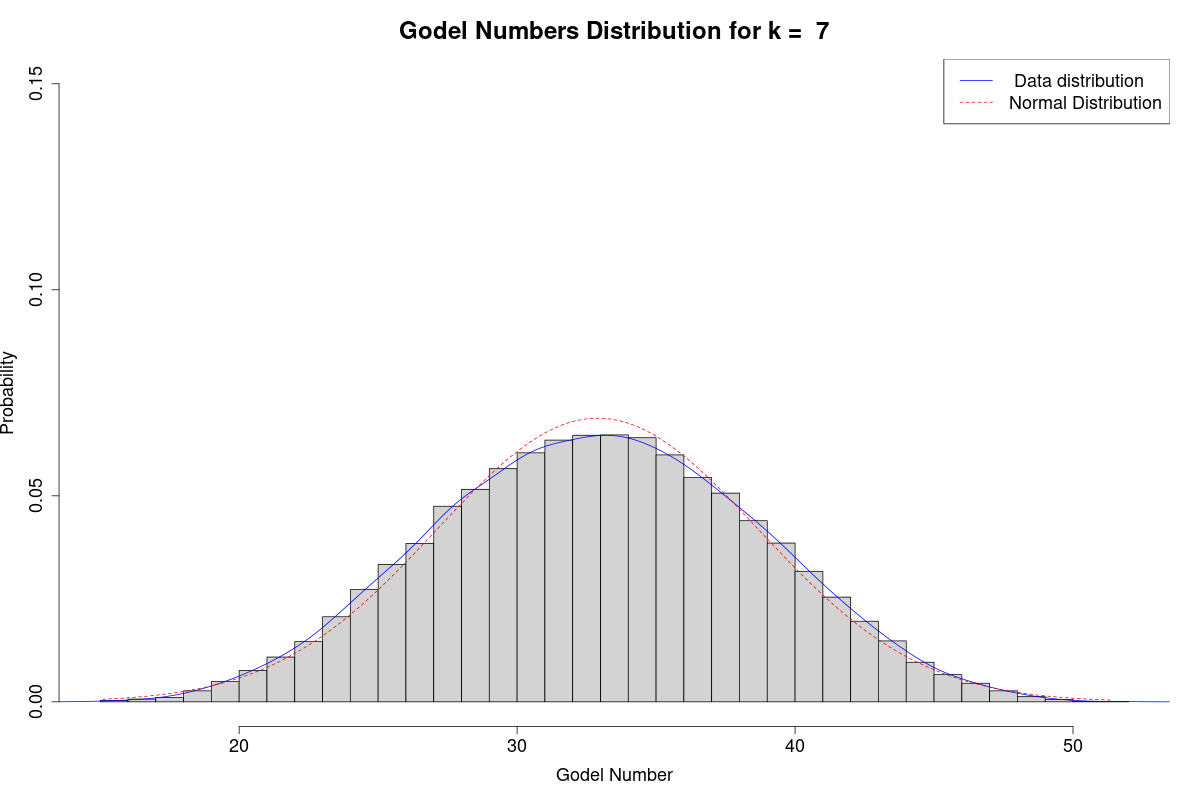 Godel Numbers Distribution for k =  7
Data distribution
Normal Distribution
0.15
0.10
0.05
0.00
Probability
20
30
40
50
Godel Number